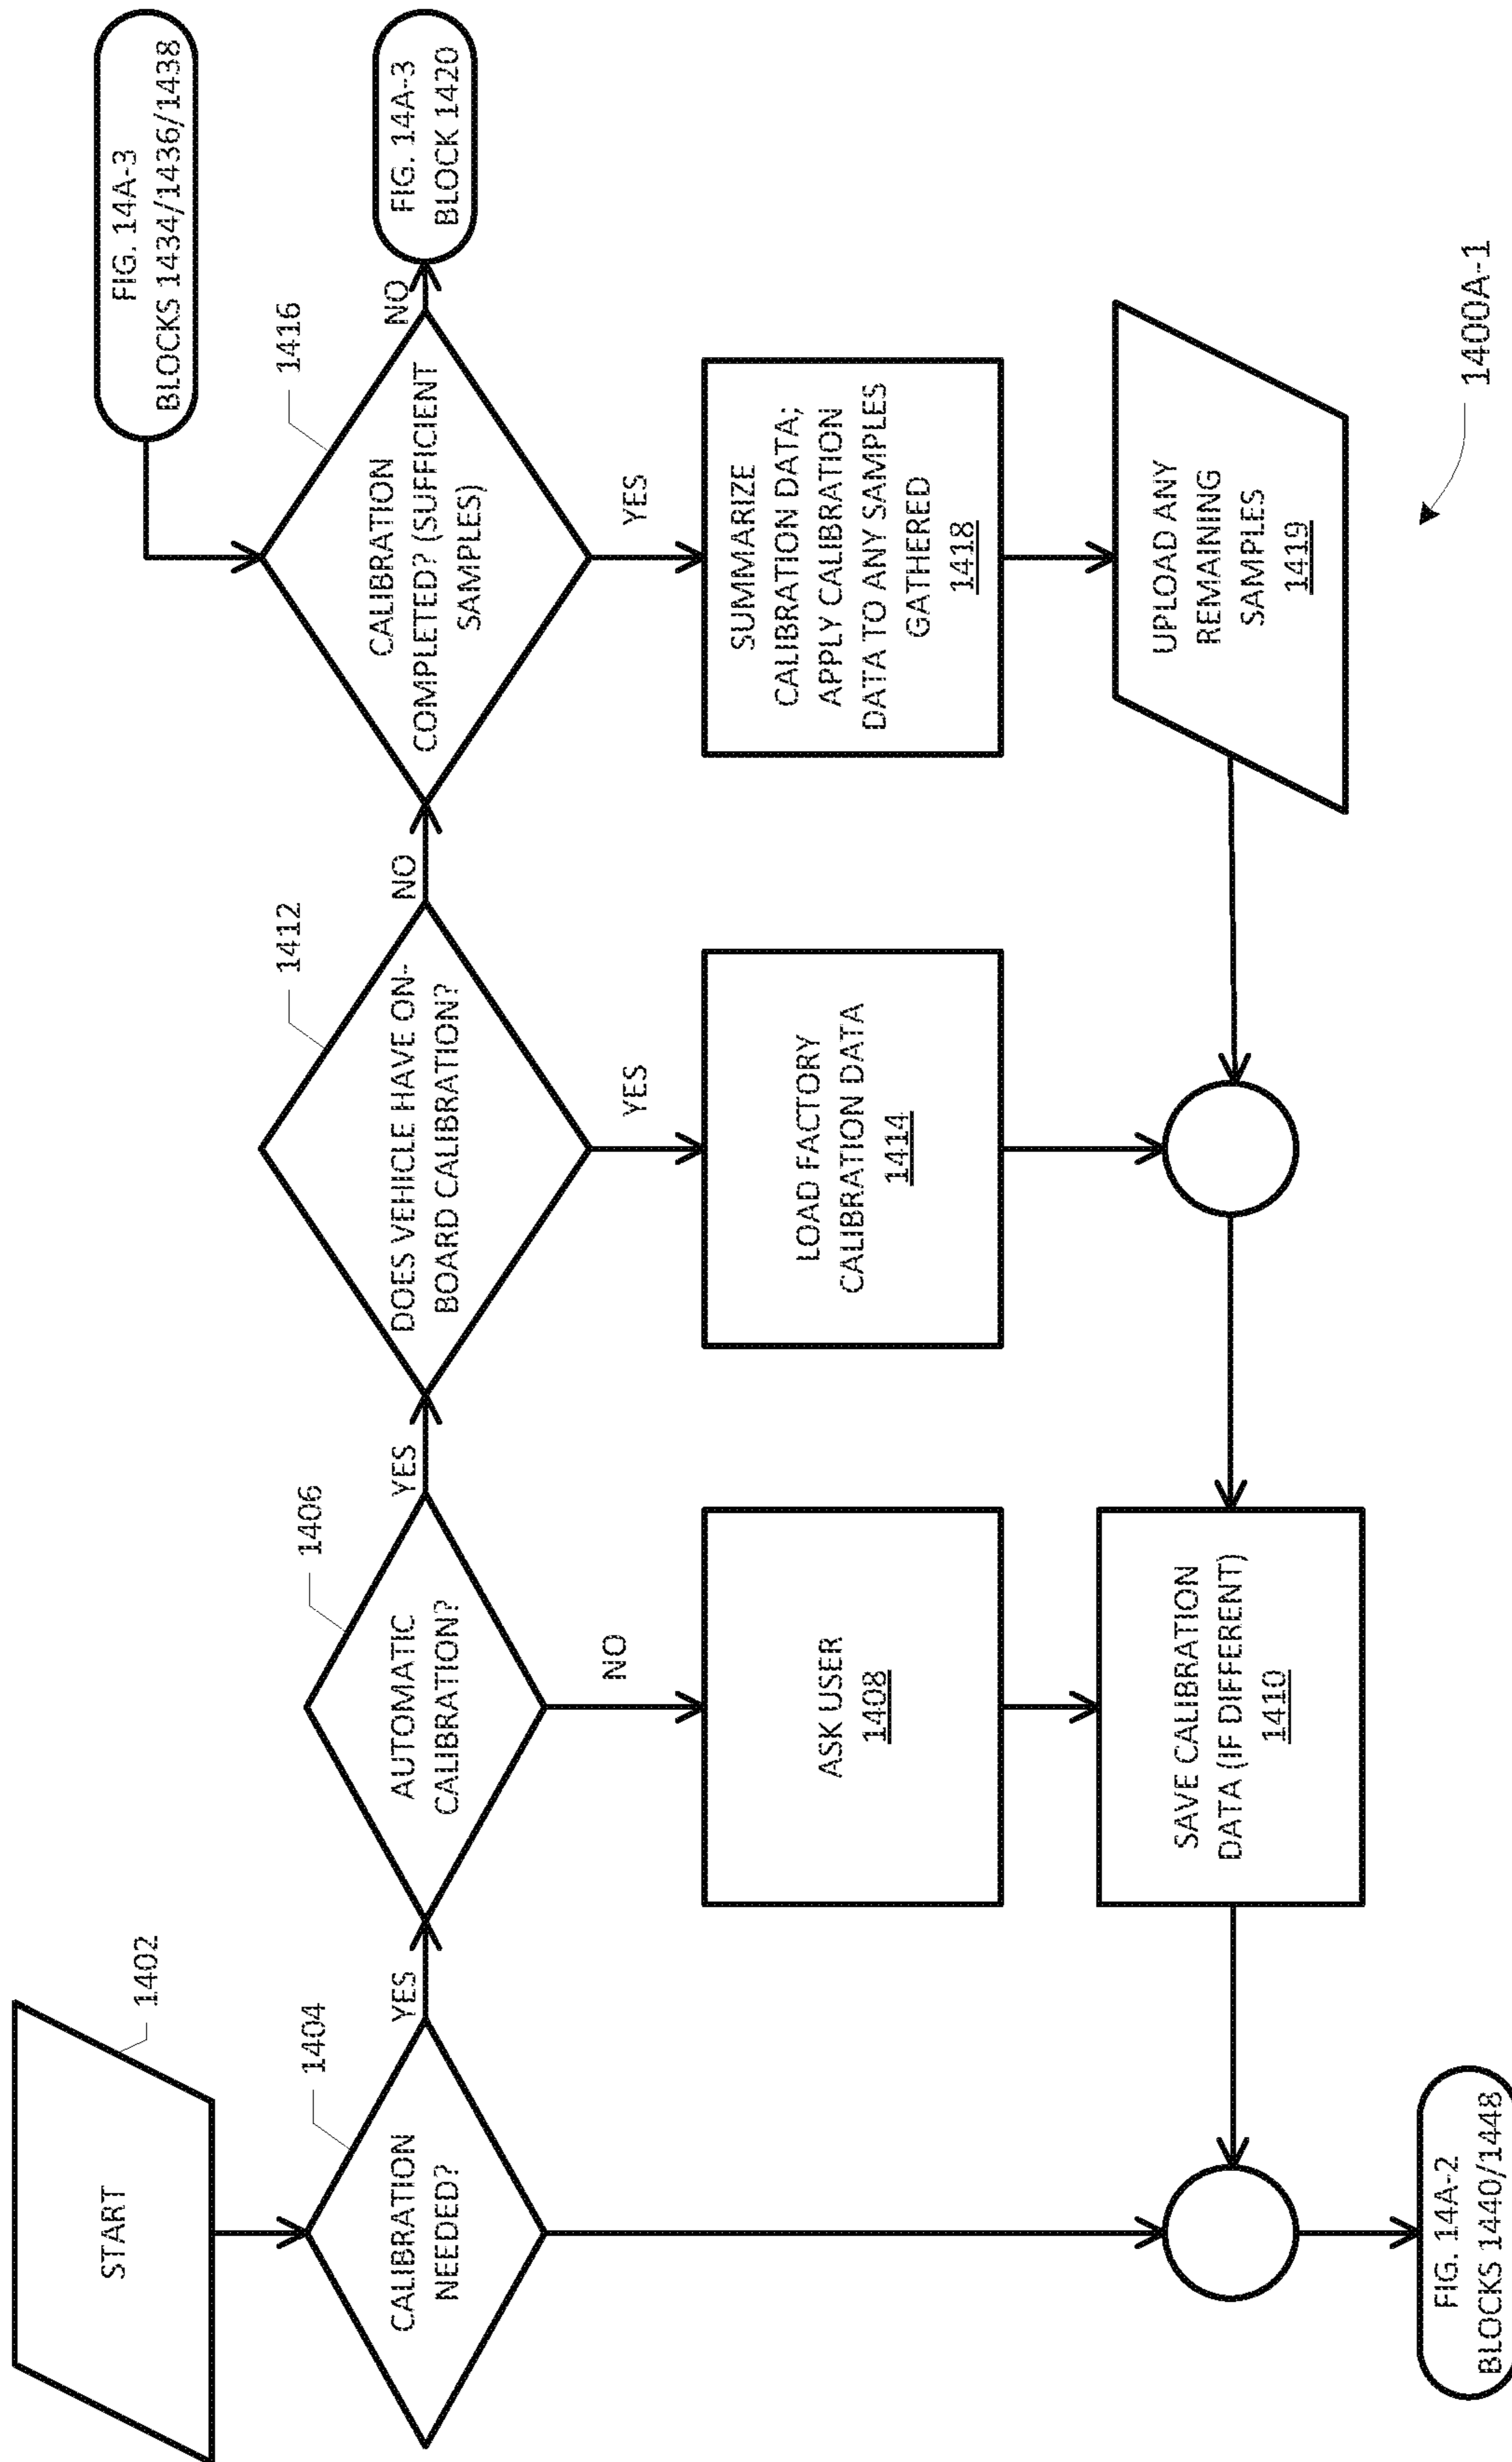 START
1402
CALIBRATION
NEEDED?
1404
YES
AUTOMATIC
CALIBRATION?
1406
YES
NO
DOES VEHICLE HAVE ON-
BOARD CALIBRATION?
1412
NO
YES
CALIBRATION
COMPLETED? (SUFFICIENT
SAMPLES)
1416
NO
YES
FIG. 14A-3
BLOCKS 1434/1436/1438
FIG. 14A-3
BLOCK 1420
ASK USER
1408
LOAD FACTORY
CALIBRATION DATA
1414
SUMMARIZE
CALIBRATION DATA;
APPLY CALIBRATION
DATA TO ANY SAMPLES
GATHERED
1418
SAVE CALIBRATION
DATA (IF DIFFERENT)
1410
UPLOAD ANY
REMAINING
SAMPLES
1419
FIG. 14A-2
BLOCKS 1440/1448
1400A-1